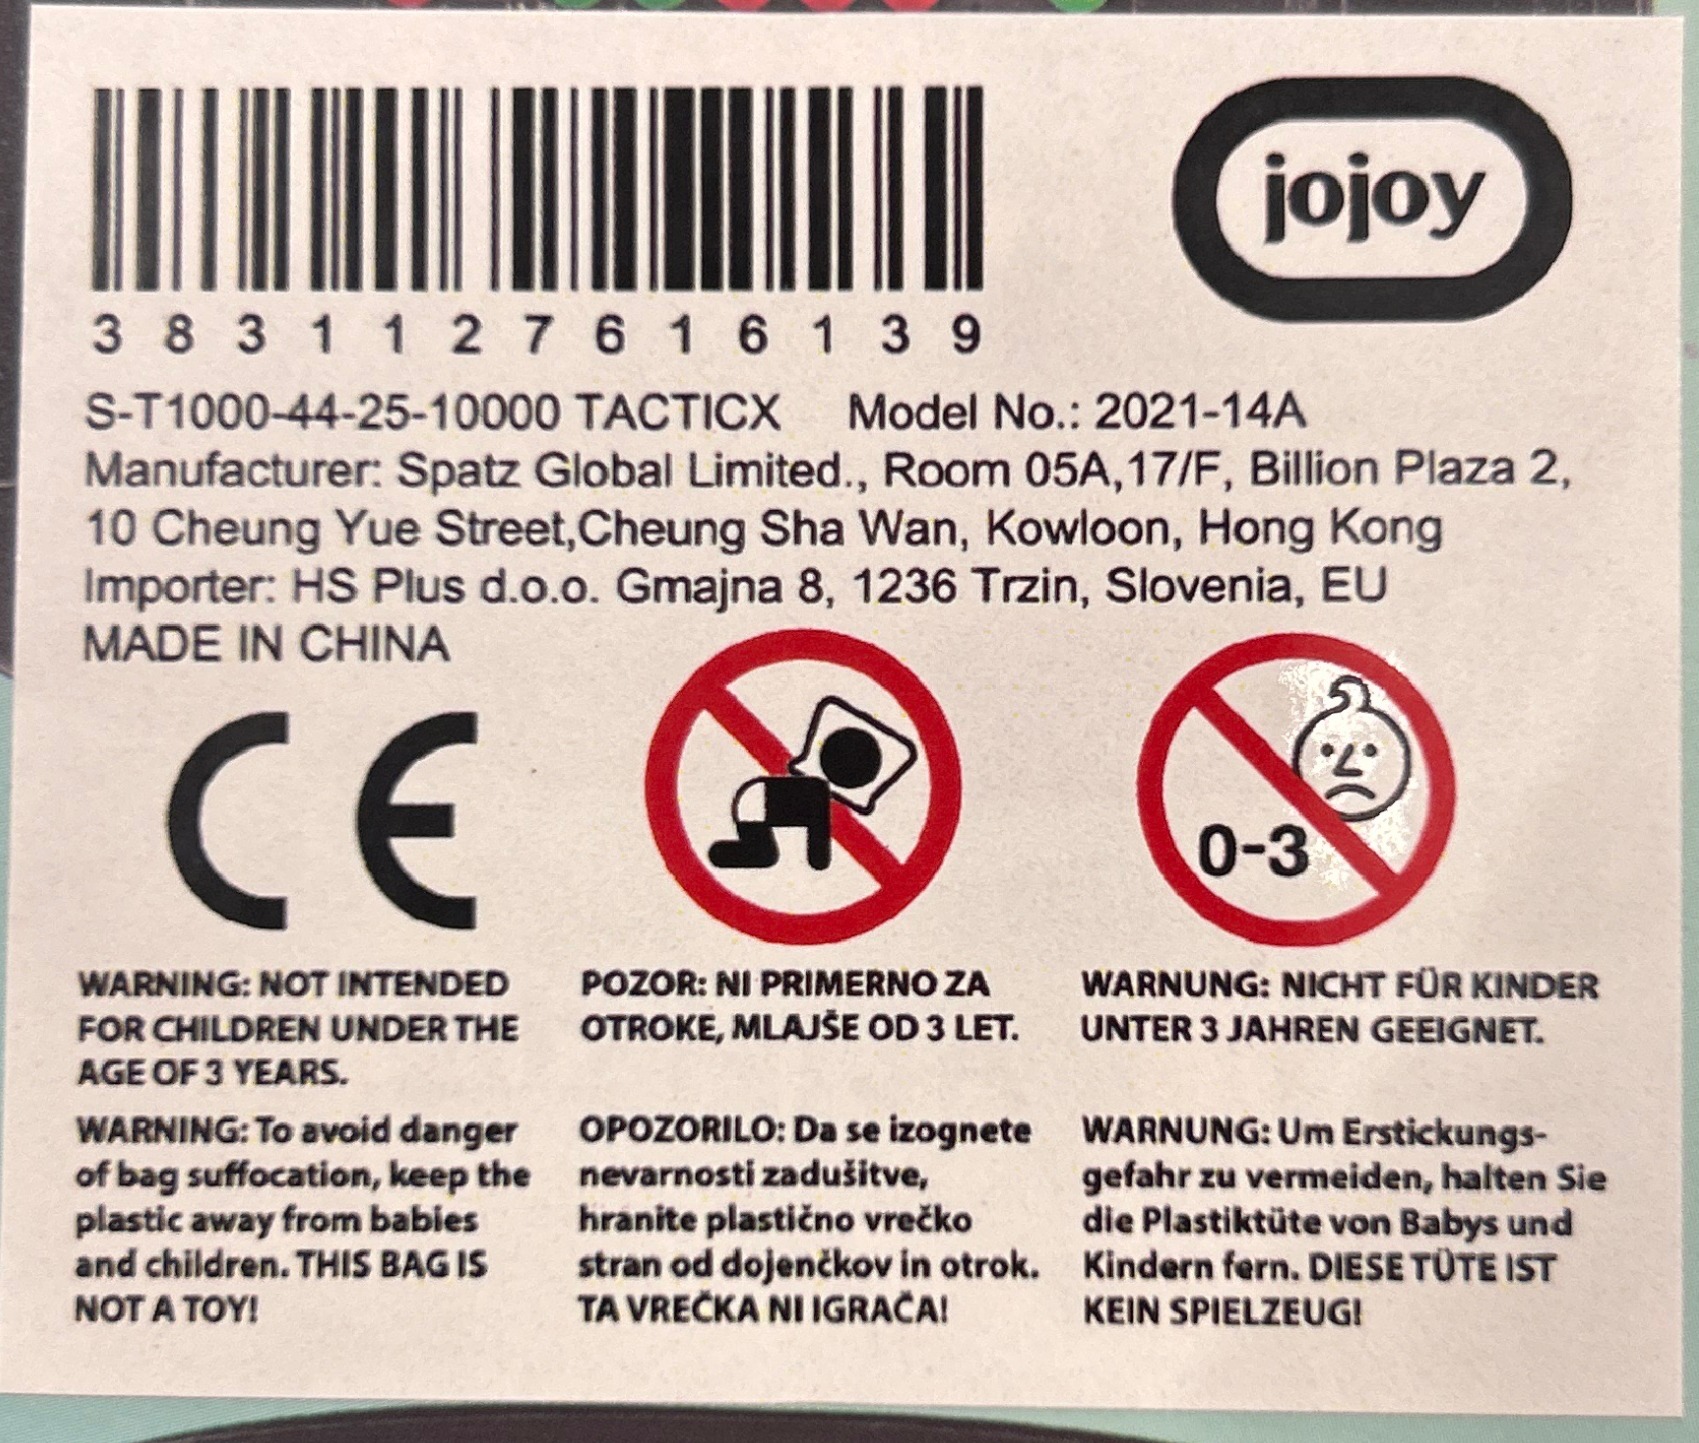 jojoy
3 8 3 1 1 2 7 6 1 6 1 3 9
S-T1000-44-25-10000 TACTICX Model No.: 2021-14A
Manufacturer: Spatz Global Limited., Room 05A,17/F, Billion Plaza 2,
10 Cheung Yue Street,Cheung Sha Wan, Kowloon, Hong Kong
Importer: HS Plus d.o.o. Gmajna 8, 1236 Trzin, Slovenia, EU
MADE IN CHINA
CE
0-3
WARNING: NOT INTENDED
FOR CHILDREN UNDER THE
AGE OF 3 YEARS.
WARNING: To avoid danger
of bag suffocation, keep the
plastic away from babies
and children. THIS BAG IS
NOT A TOY!
POZOR: NI PRIMERNO ZA
OTROKE, MLAJŠE OD 3 LET.
OPOZORILO: Da se izognete
nevarnosti zadušitve,
hranite plastično vrečko
stran od dojenčkov in otrok.
TA VREČKA NI IGRAČA!
WARNUNG: NICHT FÜR KINDER
UNTER 3 JAHREN GEEIGNET.
WARNUNG: Um Erstickungs-
gefahr zu vermeiden, halten Sie
die Plastiktüte von Babys und
Kindern fern. DIESE TÜTE IST
KEIN SPIELZEUG!